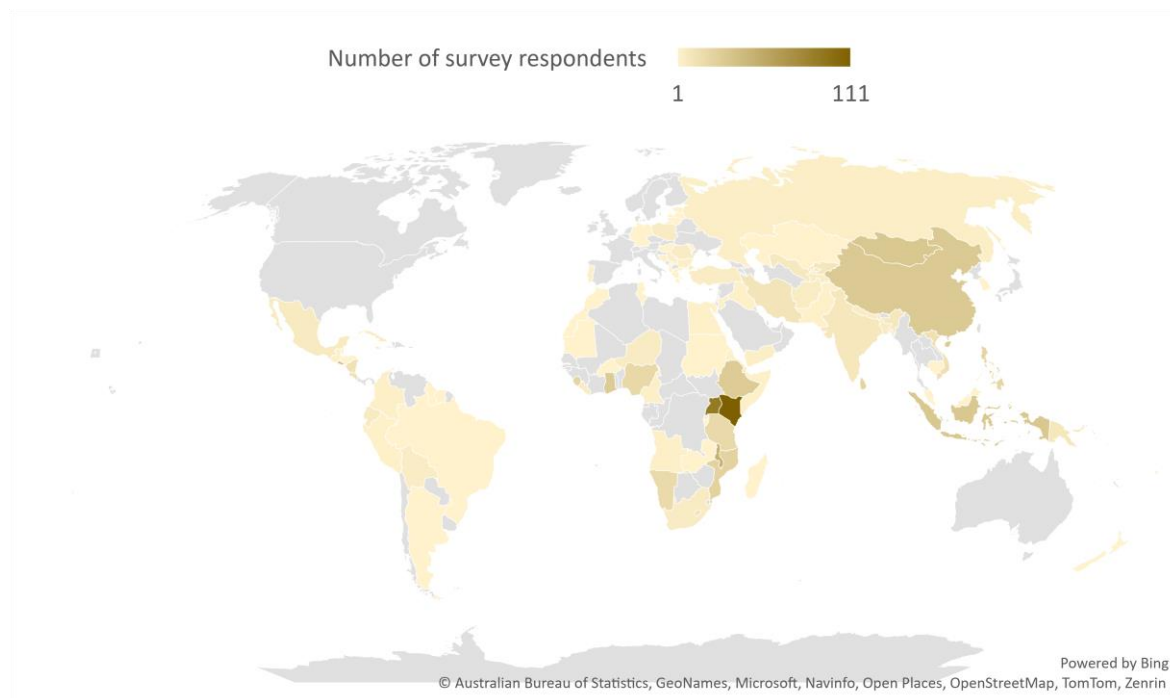 Number of survey respondents
1 111
Powered by Bing
© Australian Bureau of Statistics, GeoNames, Microsoft, Navinfo, Open Places, OpenStreetMap, TomTom, Zenrin